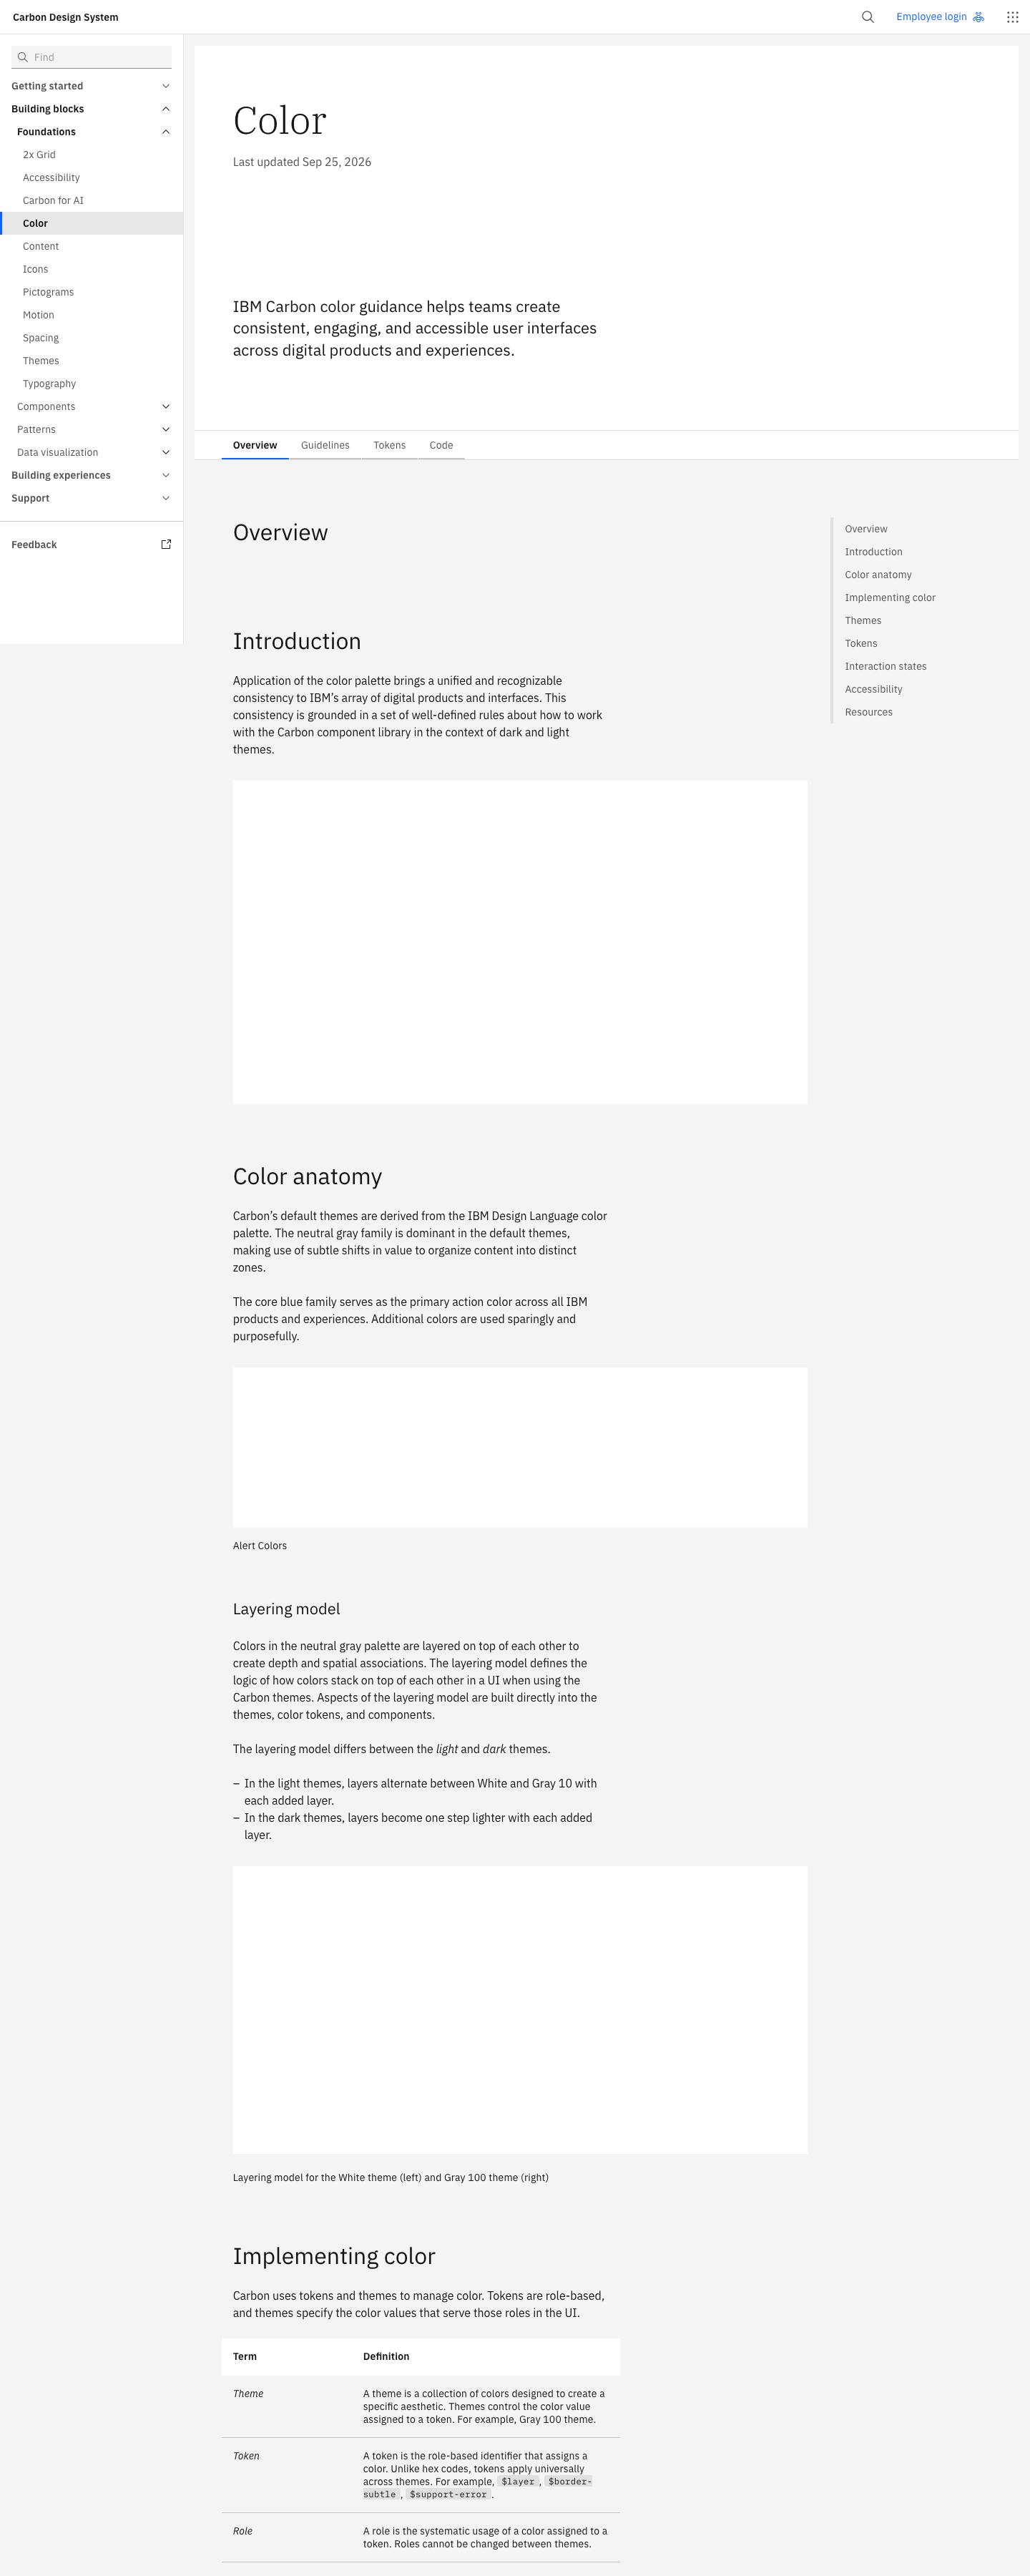 Carbon Design System
Employee login
Find
Getting started
Building blocks
Foundations
2x Grid
Accessibility
Carbon for AI
Color
Content
Icons
Pictograms
Motion
Spacing
Themes
Typography
Components
Patterns
Data visualization
Building experiences
Support
Feedback
Color
Last updated Sep 25, 2026
IBM Carbon color guidance helps teams create
consistent, engaging, and accessible user interfaces
across digital products and experiences.
Overview
Guidelines
Tokens
Code
Overview
Introduction
Application of the color palette brings a unified and recognizable
consistency to IBM’s array of digital products and interfaces. This
consistency is grounded in a set of well-defined rules about how to work
with the Carbon component library in the context of dark and light
themes.
Overview
Introduction
Color anatomy
Implementing color
Themes
Tokens
Interaction states
Accessibility
Resources
Color anatomy
Carbon’s default themes are derived from the IBM Design Language color
palette. The neutral gray family is dominant in the default themes,
making use of subtle shifts in value to organize content into distinct
zones.
The core blue family serves as the primary action color across all IBM
products and experiences. Additional colors are used sparingly and
purposefully.
Alert Colors
Layering model
Colors in the neutral gray palette are layered on top of each other to
create depth and spatial associations. The layering model defines the
logic of how colors stack on top of each other in a UI when using the
Carbon themes. Aspects of the layering model are built directly into the
themes, color tokens, and components.
The layering model differs between the light and dark themes.
– In the light themes, layers alternate between White and Gray 10 with
each added layer.
– In the dark themes, layers become one step lighter with each added
layer.
Layering model for the White theme (left) and Gray 100 theme (right)
Implementing color
Carbon uses tokens and themes to manage color. Tokens are role-based,
and themes specify the color values that serve those roles in the UI.
Term
Definition
Theme
A theme is a collection of colors designed to create a
specific aesthetic. Themes control the color value
assigned to a token. For example, Gray 100 theme.
Token
A token is the role-based identifier that assigns a
color. Unlike hex codes, tokens apply universally
across themes. For example, $layer , $border-
subtle , $support-error .
Role
A role is the systematic usage of a color assigned to a
token. Roles cannot be changed between themes.